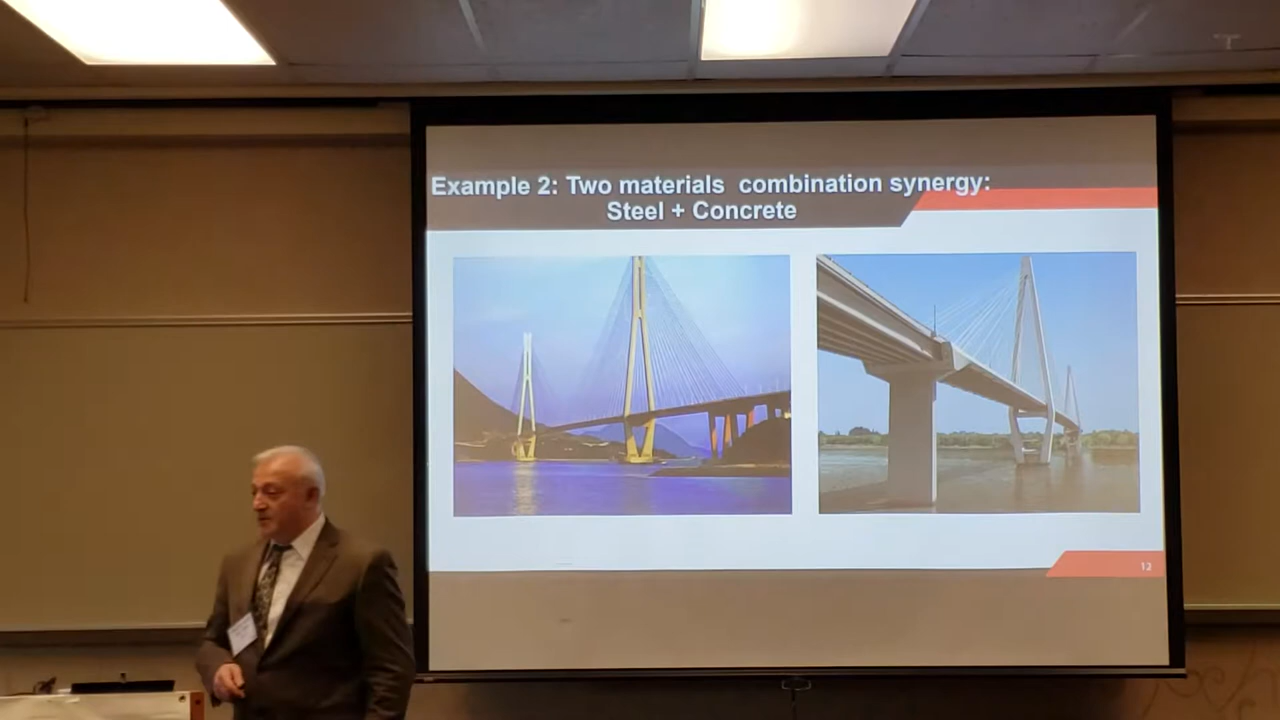 Example 2: Two materials  combination synergy:
Steel + Concrete
12